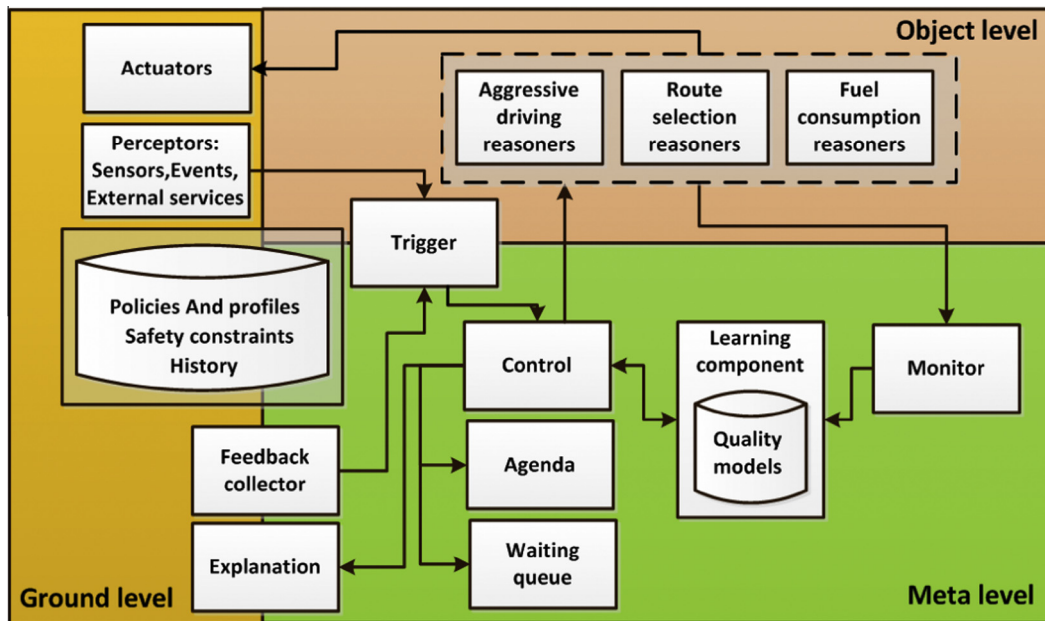 Object level
Actuators
Aggressive
driving
reasoners
Route
selection
reasoners
Fuel
consumption
reasoners
Perceptors:
Sensors,Events,
External services
Trigger
Policies And profiles
Safety constraints
History
Control
Learning
component
Quality
models
Monitor
Feedback
collector
Agenda
Explanation
Waiting
queue
Ground level
Meta level